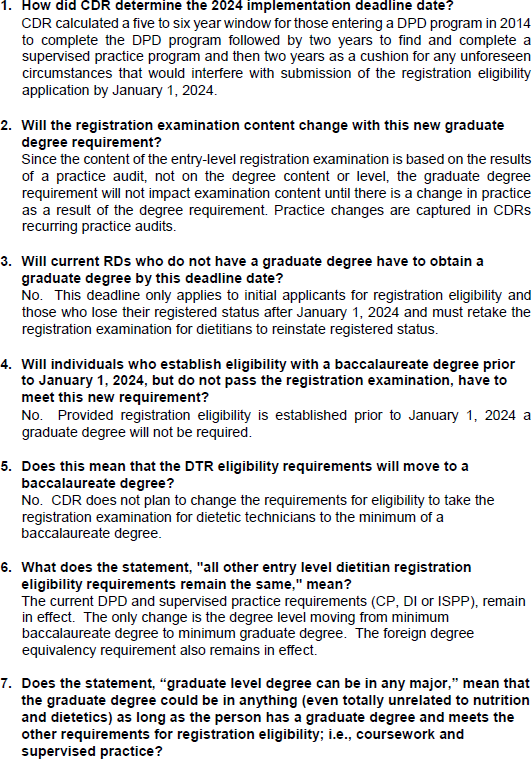 1. How did CDR determine the 2024 implementation deadline date?
CDR calculated a five to six year window for those entering a DPD program in 2014
to complete the DPD program followed by two years to find and complete a
supervised practice program and then two years as a cushion for any unforeseen
circumstances that would interfere with submission of the registration eligibility
application by January 1, 2024.
2. Will the registration examination content change with this new graduate
degree requirement?
Since the content of the entry-level registration examination is based on the results
of a practice audit, not on the degree content or level, the graduate degree
requirement will not impact examination content until there is a change in practice
as a result of the degree requirement. Practice changes are captured in CDRs
recurring practice audits.
3. Will current RDs who do not have a graduate degree have to obtain a
graduate degree by this deadline date?
No. This deadline only applies to initial applicants for registration eligibility and
those who lose their registered status after January 1, 2024 and must retake the
registration examination for dietitians to reinstate registered status.
4. Will individuals who establish eligibility with a baccalaureate degree prior
to January 1, 2024, but do not pass the registration examination, have to
meet this new requirement?
No. Provided registration eligibility is established prior to January 1, 2024 a
graduate degree will not be required.
5. Does this mean that the DTR eligibility requirements will move to a
baccalaureate degree?
No. CDR does not plan to change the requirements for eligibility to take the
registration examination for dietetic technicians to the minimum of a
baccalaureate degree.
6. What does the statement, "all other entry level dietitian registration
eligibility requirements remain the same," mean?
The current DPD and supervised practice requirements (CP, DI or ISPP), remain
in effect. The only change is the degree level moving from minimum
baccalaureate degree to minimum graduate degree. The foreign degree
equivalency requirement also remains in effect.
7. Does the statement, “graduate level degree can be in any major,” mean that
the graduate degree could be in anything (even totally unrelated to nutrition
and dietetics) as long as the person has a graduate degree and meets the
other requirements for registration eligibility; i.e., coursework and
supervised practice?